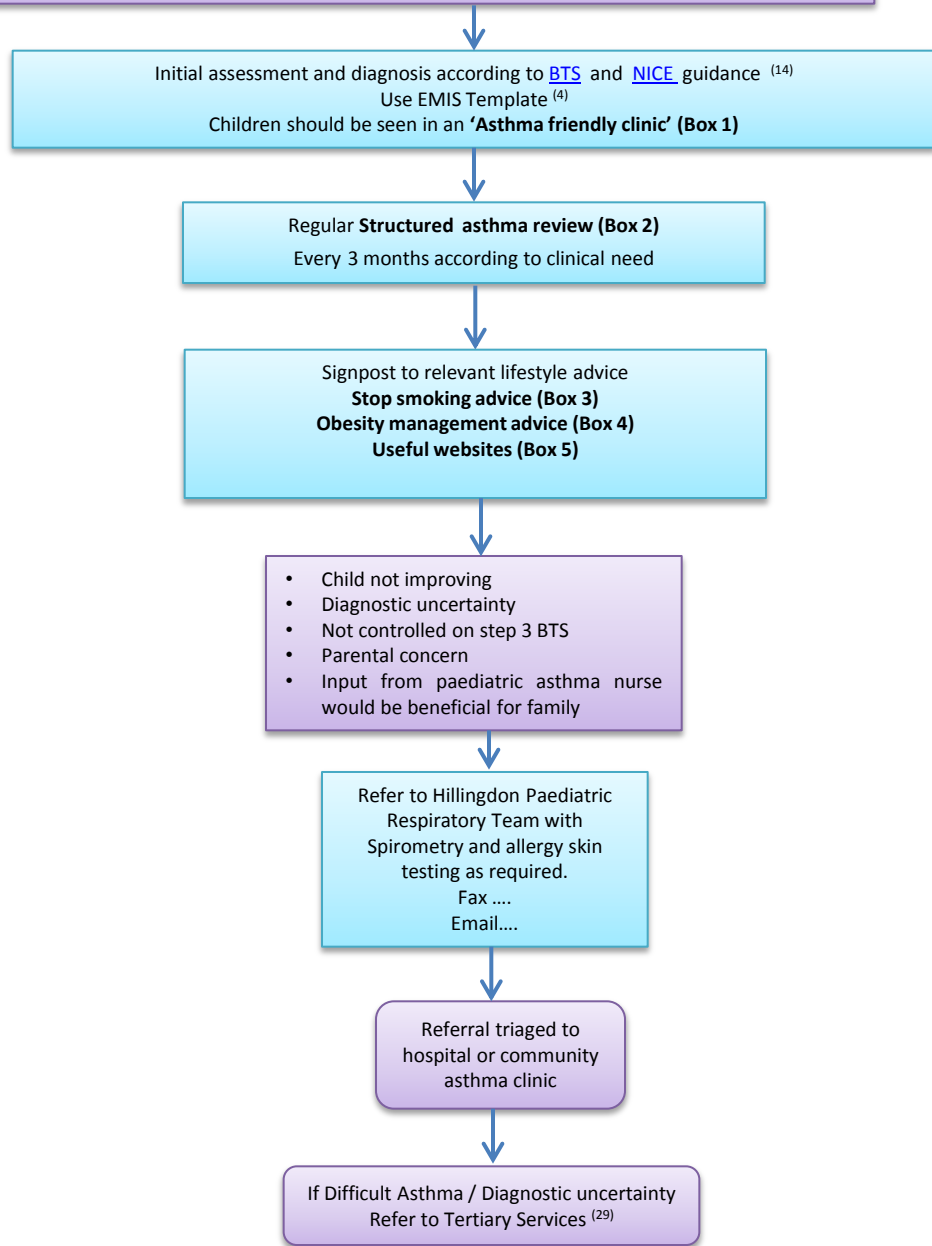 Initial assessment and diagnosis according to BTS and NICE guidance (14)
Use EMIS Template (4)
Children should be seen in an ‘Asthma friendly clinic’ (Box 1)
Regular Structured asthma review (Box 2)
Every 3 months according to clinical need
Signpost to relevant lifestyle advice
Stop smoking advice (Box 3)
Obesity management advice (Box 4)
Useful websites (Box 5)
• Child not improving
• Diagnostic uncertainty
• Not controlled on step 3 BTS
• Parental concern
• Input from paediatric asthma nurse
would be beneficial for family
Refer to Hillingdon Paediatric
Respiratory Team with
Spirometry and allergy skin
testing as required.
Fax ....
Email....
Referral triaged to
hospital or community
asthma clinic
If Difficult Asthma / Diagnostic uncertainty
Refer to Tertiary Services (29)